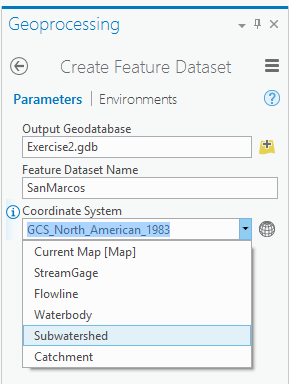 Geoprocessing
Create Feature Dataset
Parameters | Environments
Output Geodatabase
Exercise2.gdb
Feature Dataset Name
SanMarcos
Coordinate System
GCS_North_American_1983
Current Map [Map]
StreamGage
Flowline
Waterbody
Subwatershed
Catchment